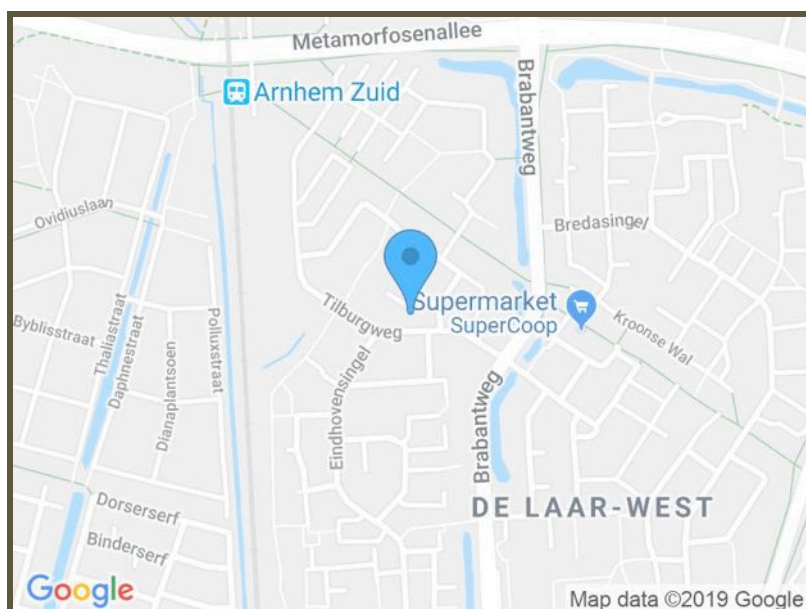 Metamorfosenallee
Arnhem Zuid
Brabantweg
Ovidiuslaan
Bredasingel
Byblisstraat
Thaliastraat
Daphnestraat
Dianaplantsoen
Polluxstraat
Tilburgweg
Eindhovensingel
Supermarket
SuperCoop
Kroonse Wal
Brabantweg
Dorserserf
Binderserf
DE LAAR-WEST
Google
Map data ©2019 Google